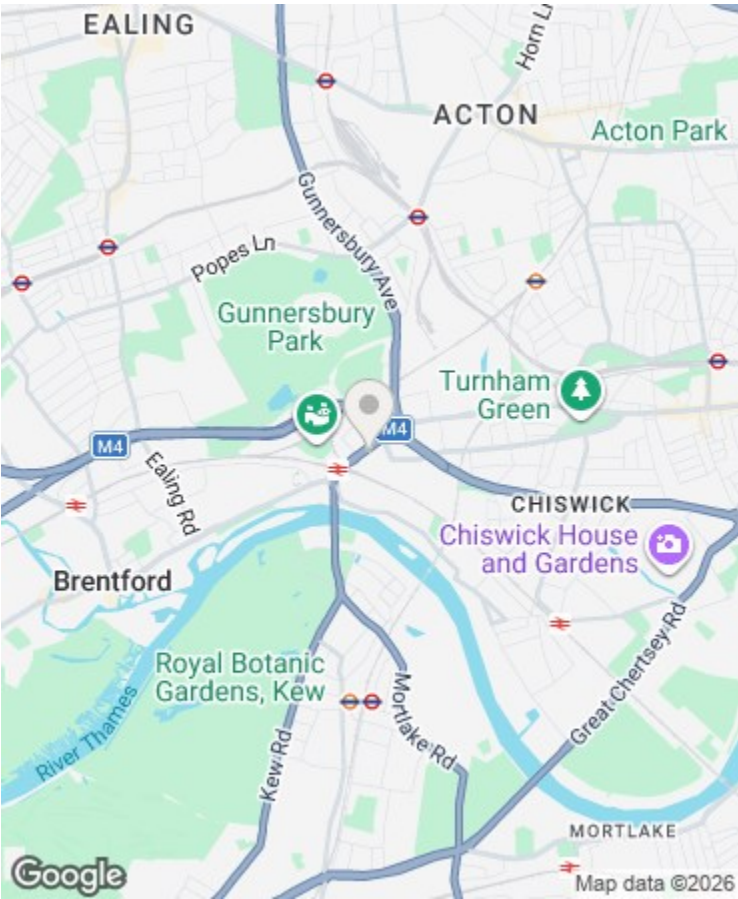 EALING
Horn Ln
ACTON
Acton Park
Gunnersbury Ave
Popes Ln
Gunnersbury
Park
Turnham
Green
M4
M4
Ealing Rd
CHISWICK
Chiswick House
and Gardens
Brentford
Royal Botanic
Gardens, Kew
Great Chertsey Rd
Mortlake Rd
River Thames
Kew Rd
MORTLAKE
Google
Map data ©2026